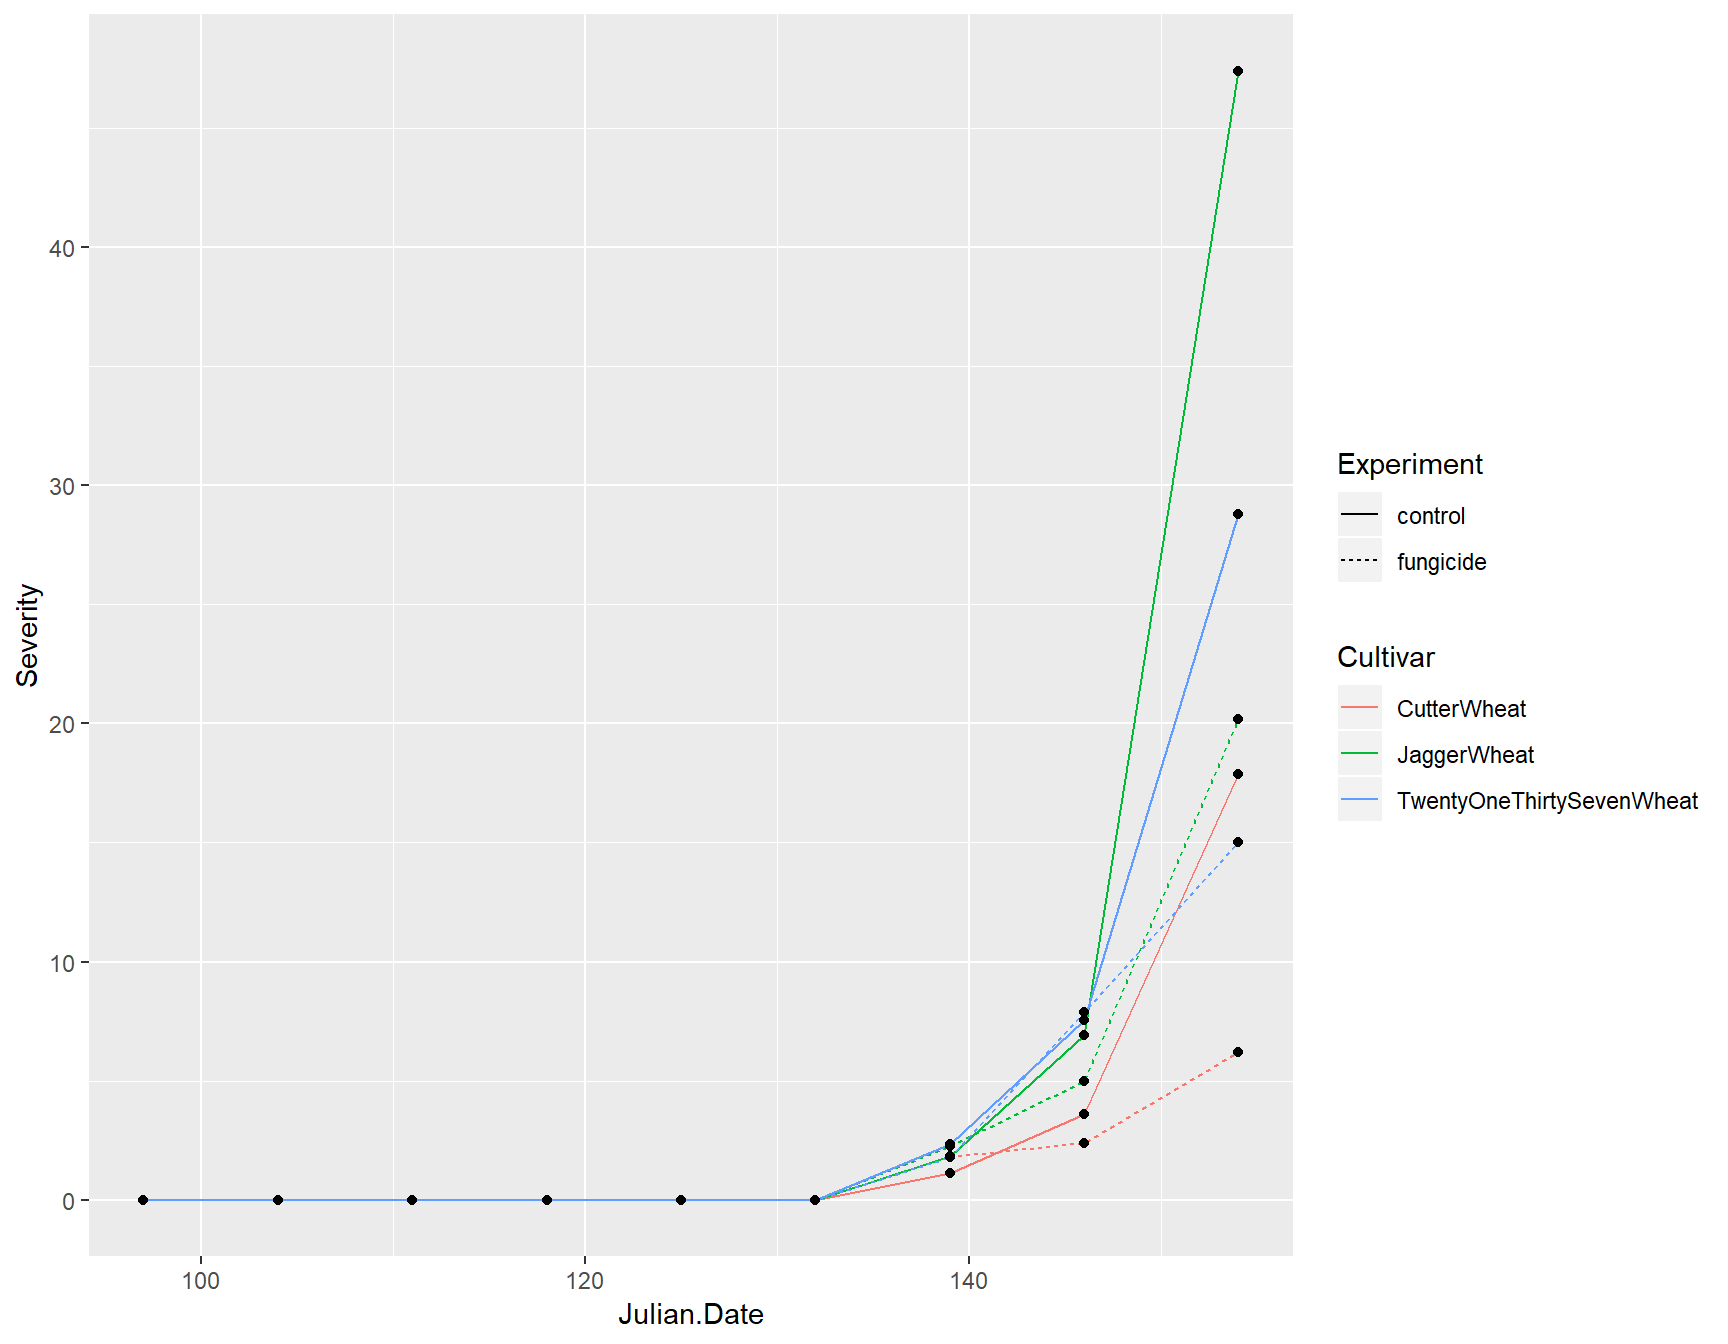 40
30
20
10
0
100
120
140
Julian.Date
Severity
Experiment
control
fungicide
Cultivar
CutterWheat
JaggerWheat
TwentyOneThirtySevenWheat